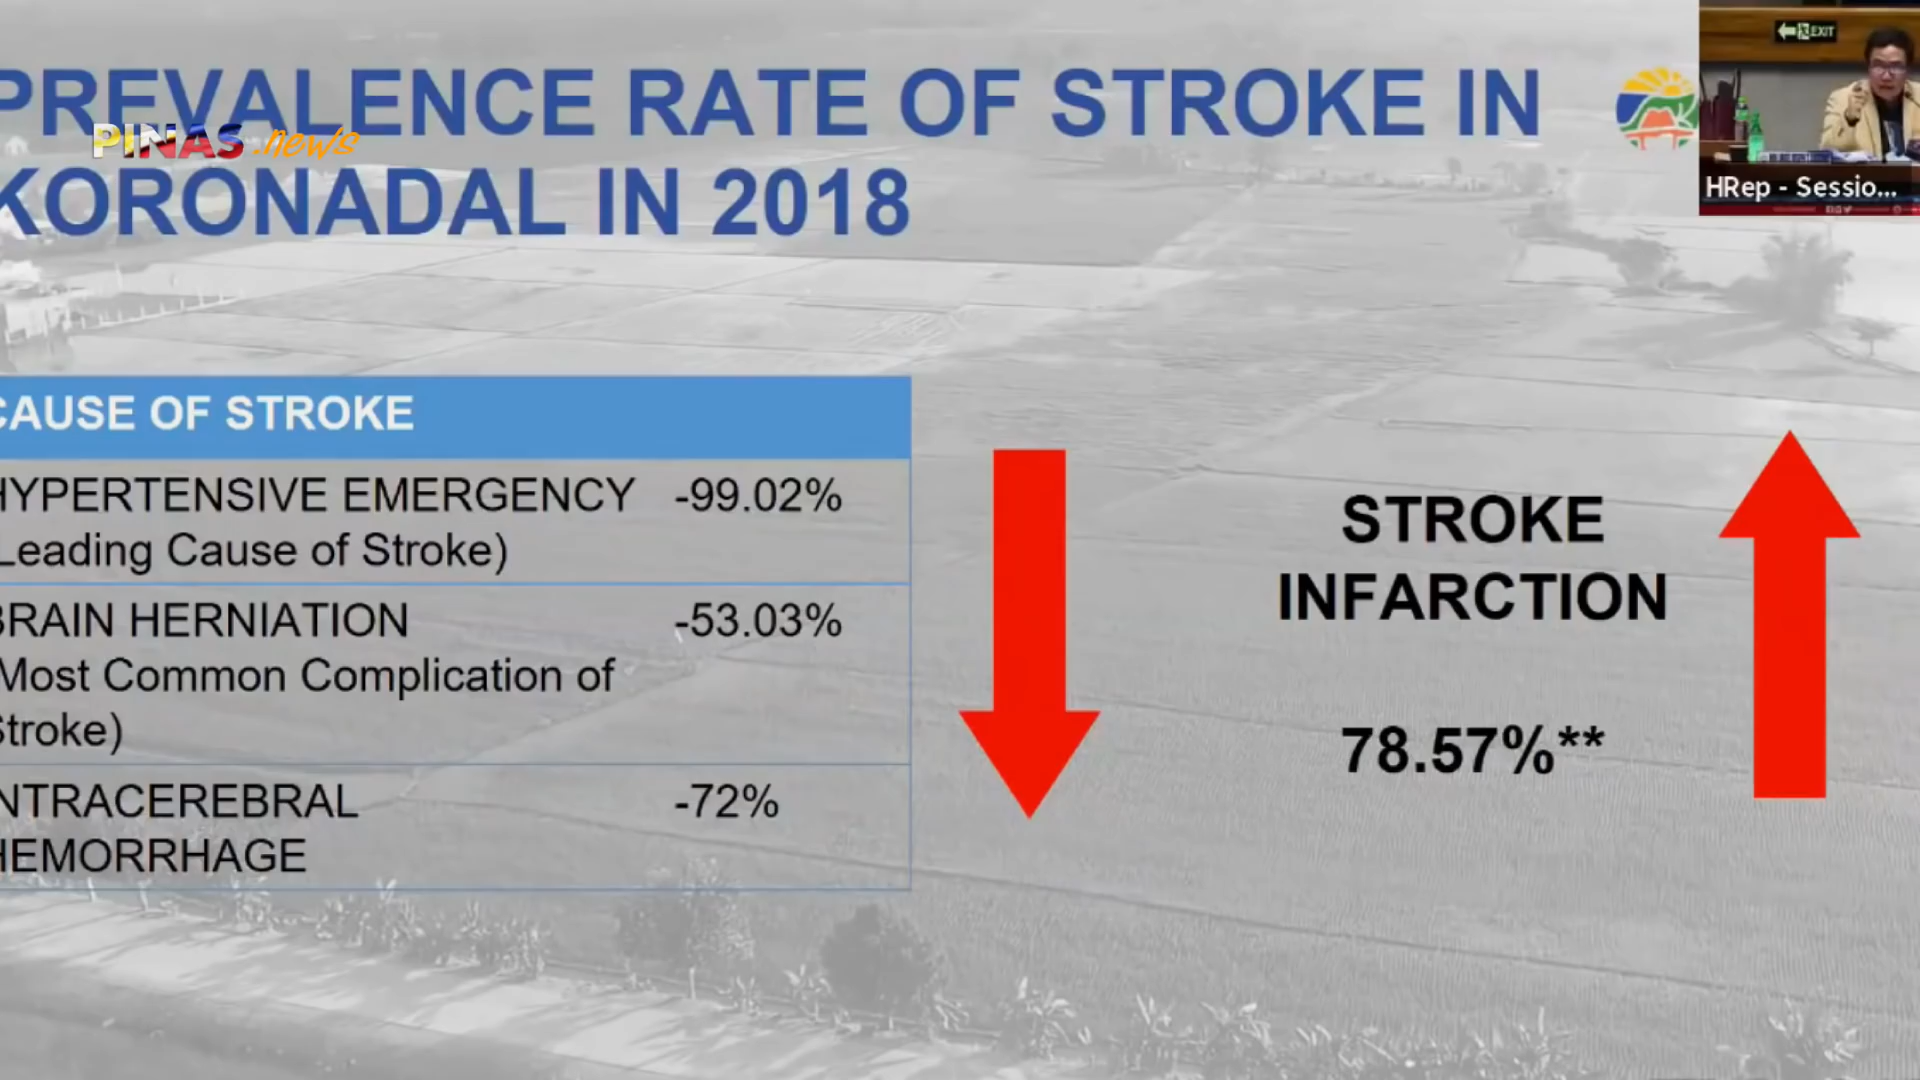 PREVALENCE RATE OF STROKE IN
KORONADAL IN 2018
PINAS.news
EXIT
HRep - Sessio...
CAUSE OF STROKE
HYPERTENSIVE EMERGENCY -99.02%
(Leading Cause of Stroke)
BRAIN HERNIATION -53.03%
(Most Common Complication of
Stroke)
INTRACEREBRAL -72%
HEMORRHAGE
STROKE
INFARCTION
78.57%**